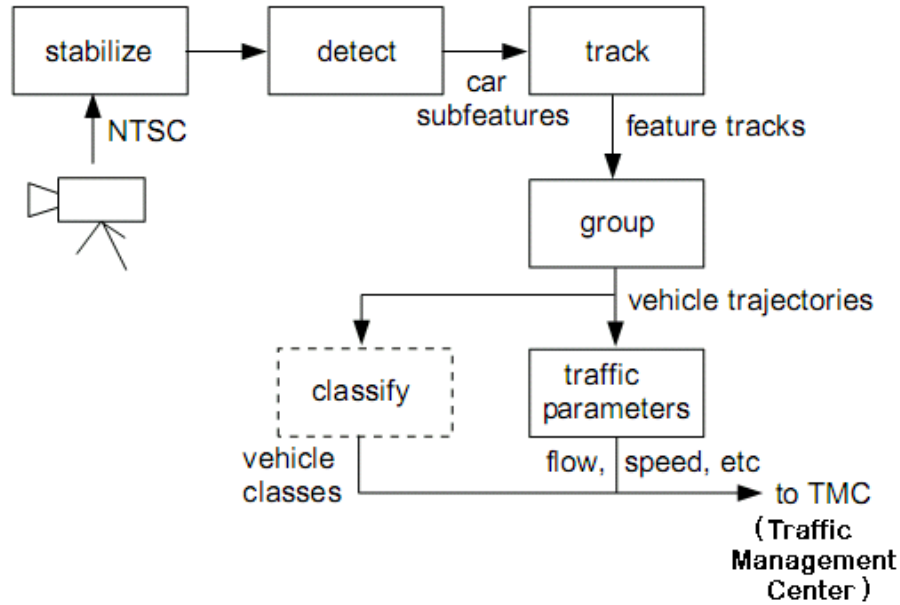 stabilize
detect
track
car
subfeatures
NTSC
feature tracks
group
vehicle trajectories
classify
traffic
parameters
vehicle
classes
flow, speed, etc
to TMC
(Traffic
Management
Center)